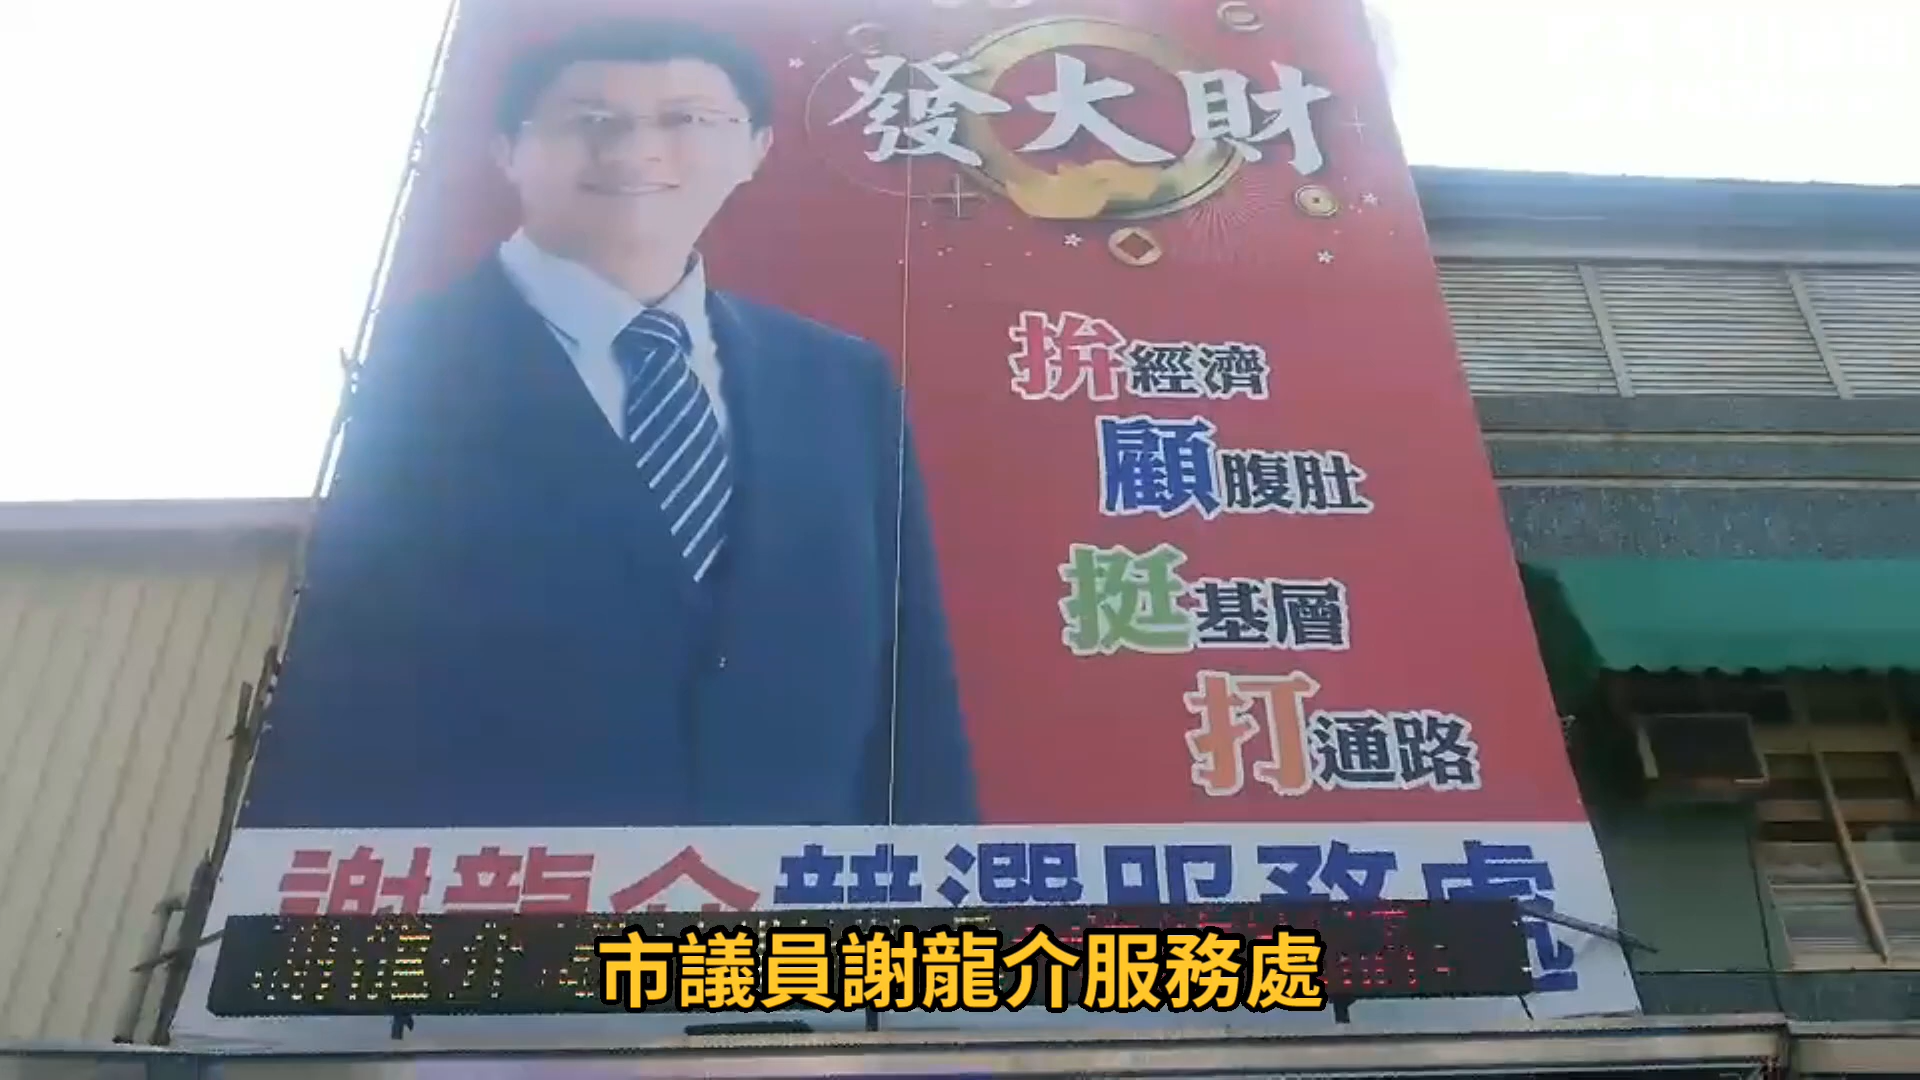 發大財
拚經濟
顧腹肚
挺基層
打通路
謝龍介競選服務處
市議員謝龍介服務處